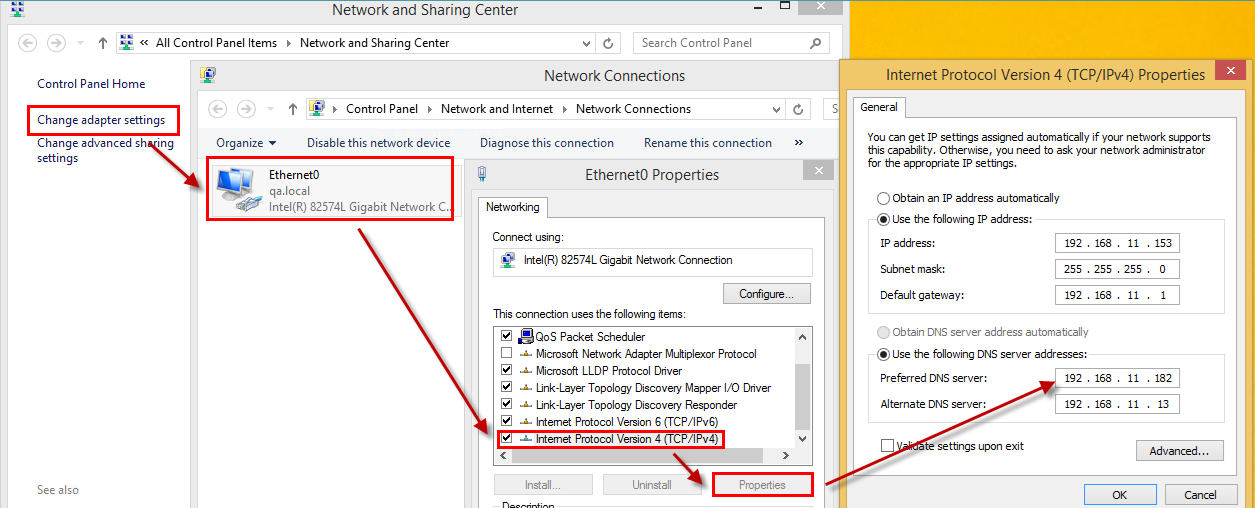 Network and Sharing Center
« All Control Panel Items
Network and Sharing Center
Search Control Panel
Control Panel Home
Change adapter settings
Change advanced sharing
settings
See also
Network Connections
Control Panel
Network and Internet
Network Connections
Organize
Disable this network device
Diagnose this connection
Rename this connection
»
Ethernet0
qa.local
Intel(R) 82574L Gigabit Network C...
Ethernet0 Properties
Networking
Connect using:
Intel(R) 82574L Gigabit Network Connection
Configure...
This connection uses the following items:
QoS Packet Scheduler
Microsoft Network Adapter Multiplexor Protocol
Microsoft LLDP Protocol Driver
Link-Layer Topology Discovery Mapper I/O Driver
Link-Layer Topology Discovery Responder
Internet Protocol Version 6 (TCP/IPv6)
Internet Protocol Version 4 (TCP/IPv4)
Install...
Uninstall
Properties
Description
Internet Protocol Version 4 (TCP/IPv4) Properties
General
You can get IP settings assigned automatically if your network supports
this capability. Otherwise, you need to ask your network administrator
for the appropriate IP settings.
Obtain an IP address automatically
Use the following IP address:
IP address: 192 . 168 . 11 . 153
Subnet mask: 255 . 255 . 255 . 0
Default gateway: 192 . 168 . 11 . 1
Obtain DNS server address automatically
Use the following DNS server addresses:
Preferred DNS server: 192 . 168 . 11 . 182
Alternate DNS server: 192 . 168 . 11 . 13
Validate settings upon exit
Advanced...
OK
Cancel